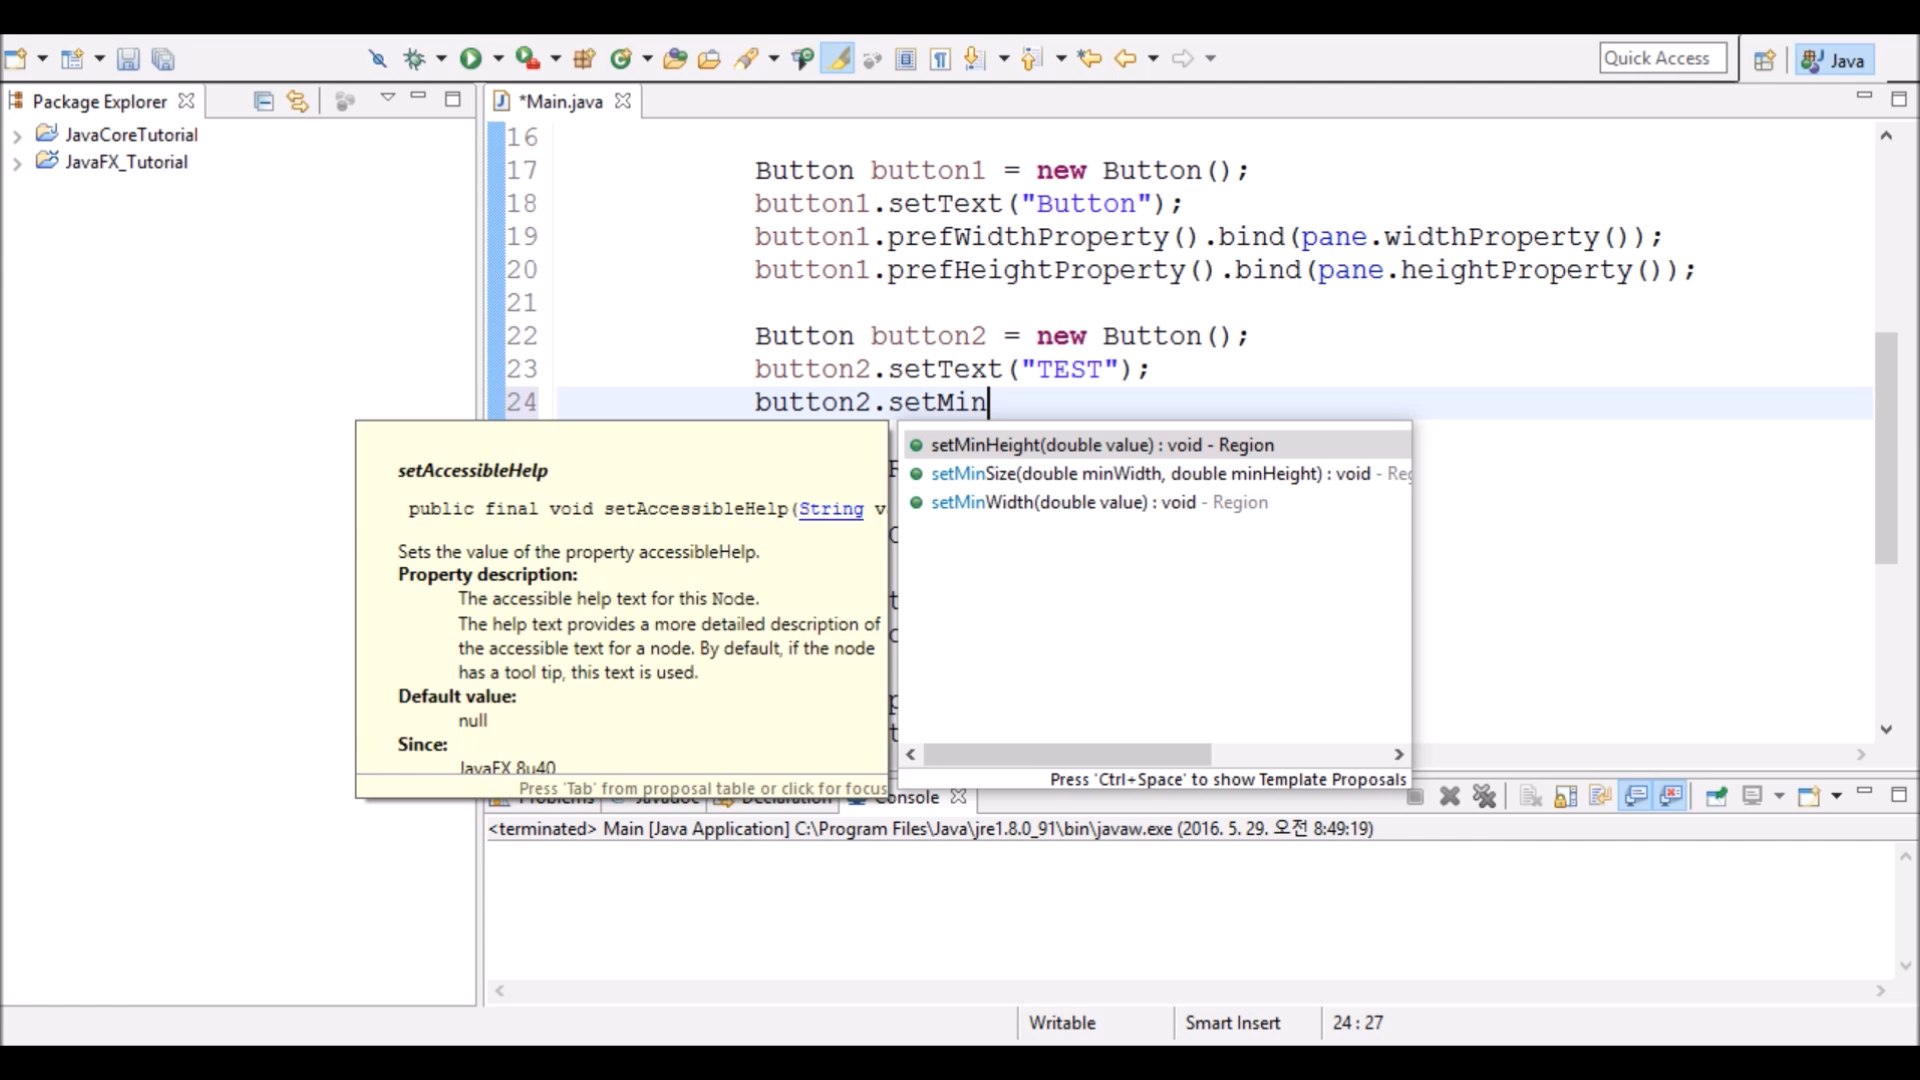 Quick Access
Java
Package Explorer
*Main.java
JavaCoreTutorial
JavaFX_Tutorial
16
17 Button button1 = new Button();
18 button1.setText("Button");
19 button1.prefWidthProperty().bind(pane.widthProperty());
20 button1.prefHeightProperty().bind(pane.heightProperty());
21
22 Button button2 = new Button();
23 button2.setText("TEST");
24 button2.setMin
setAccessibleHelp
public final void setAccessibleHelp(String v
Sets the value of the property accessibleHelp.
Property description:
The accessible help text for this Node.
The help text provides a more detailed description of
the accessible text for a node. By default, if the node
has a tool tip, this text is used.
Default value:
null
Since:
JavaFX 8u40
Press 'Tab' from proposal table or click for focus
setMinHeight(double value) : void - Region
setMinSize(double minWidth, double minHeight) : void - Reg
setMinWidth(double value) : void - Region
Press 'Ctrl+Space' to show Template Proposals
Problems Javadoc Declaration Console
<terminated> Main [Java Application] C:\Program Files\Java\jre1.8.0_91\bin\javaw.exe (2016. 5. 29. 오전 8:49:19)
Writable
Smart Insert
24 : 27